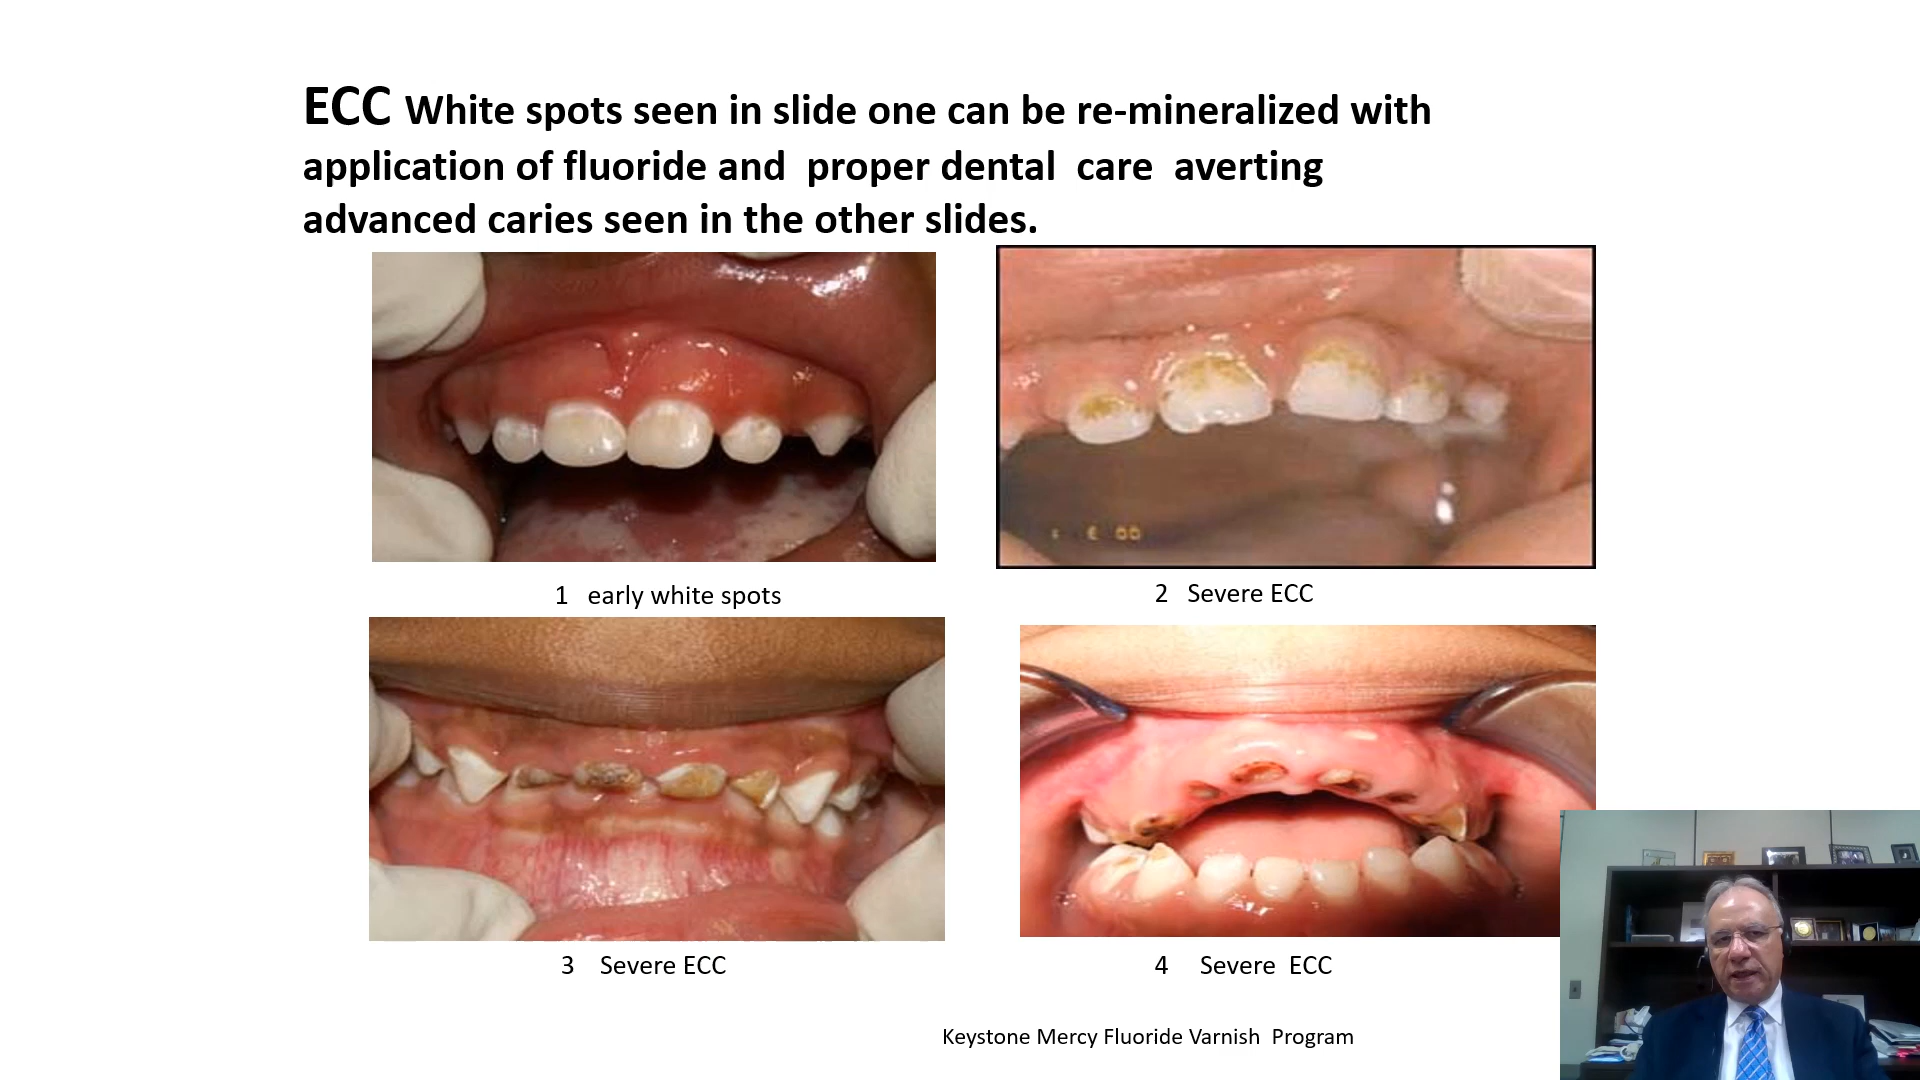 ECC White spots seen in slide one can be re-mineralized with
application of fluoride and proper dental care averting
advanced caries seen in the other slides.
1 early white spots
2 Severe ECC
3 Severe ECC
4 Severe ECC
Keystone Mercy Fluoride Varnish Program